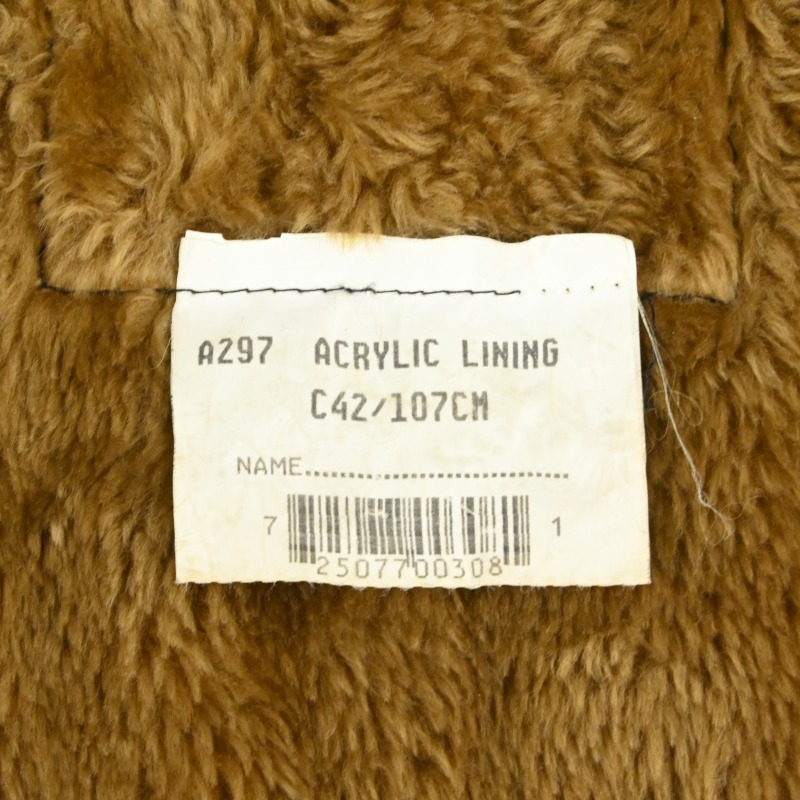 A297 ACRYLIC LINING
C42/107CM
NAME..............................
7 2507700308 1